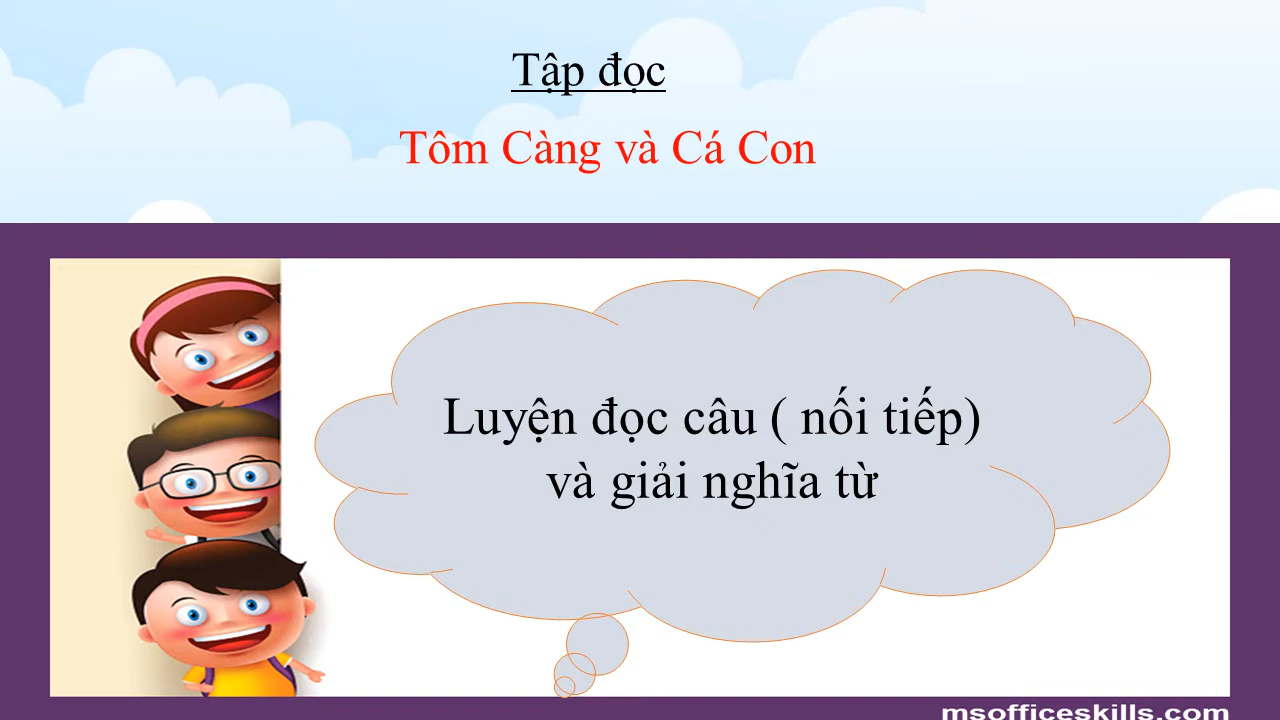 Tập đọc
Tôm Càng và Cá Con
Luyện đọc câu ( nối tiếp)
và giải nghĩa từ
msofficeskills.com